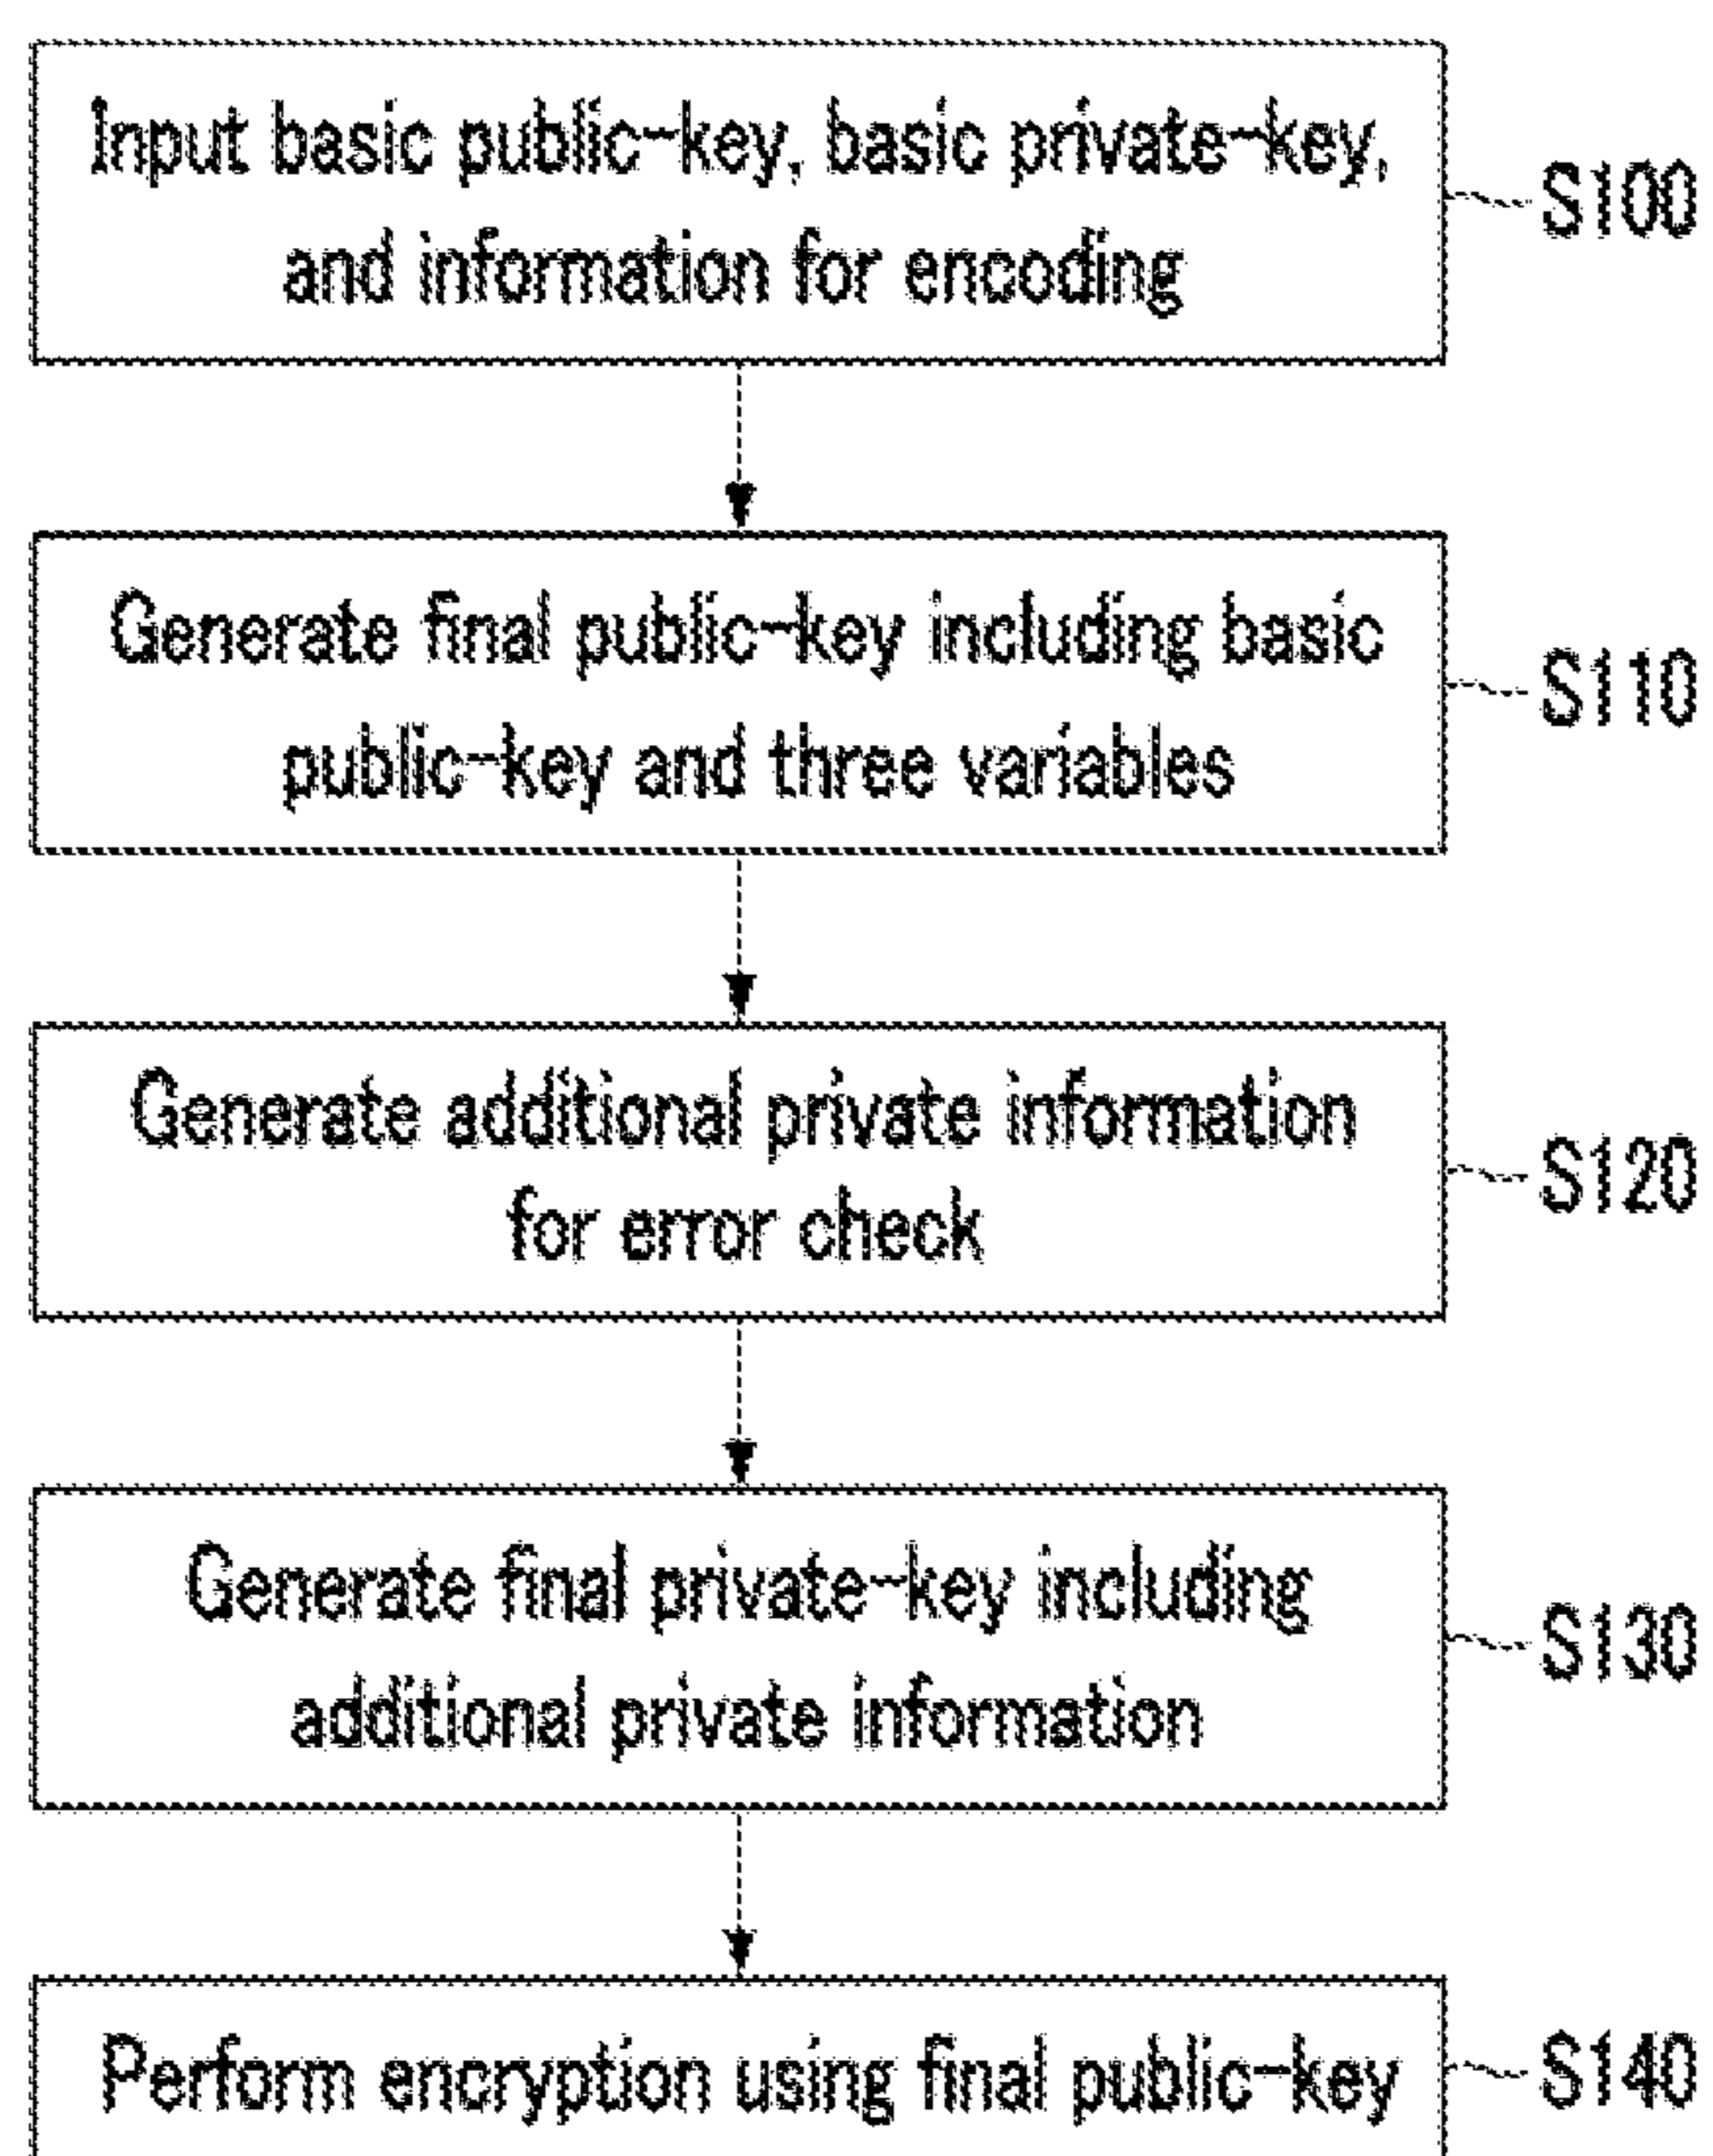 Input basic public-key, basic private-key,
and information for encoding
S100
Generate final public-key including basic
public-key and three variables
S110
Generate additional private information
for error check
S120
Generate final private-key including
additional private information
S130
Perform encryption using final public-key
S140